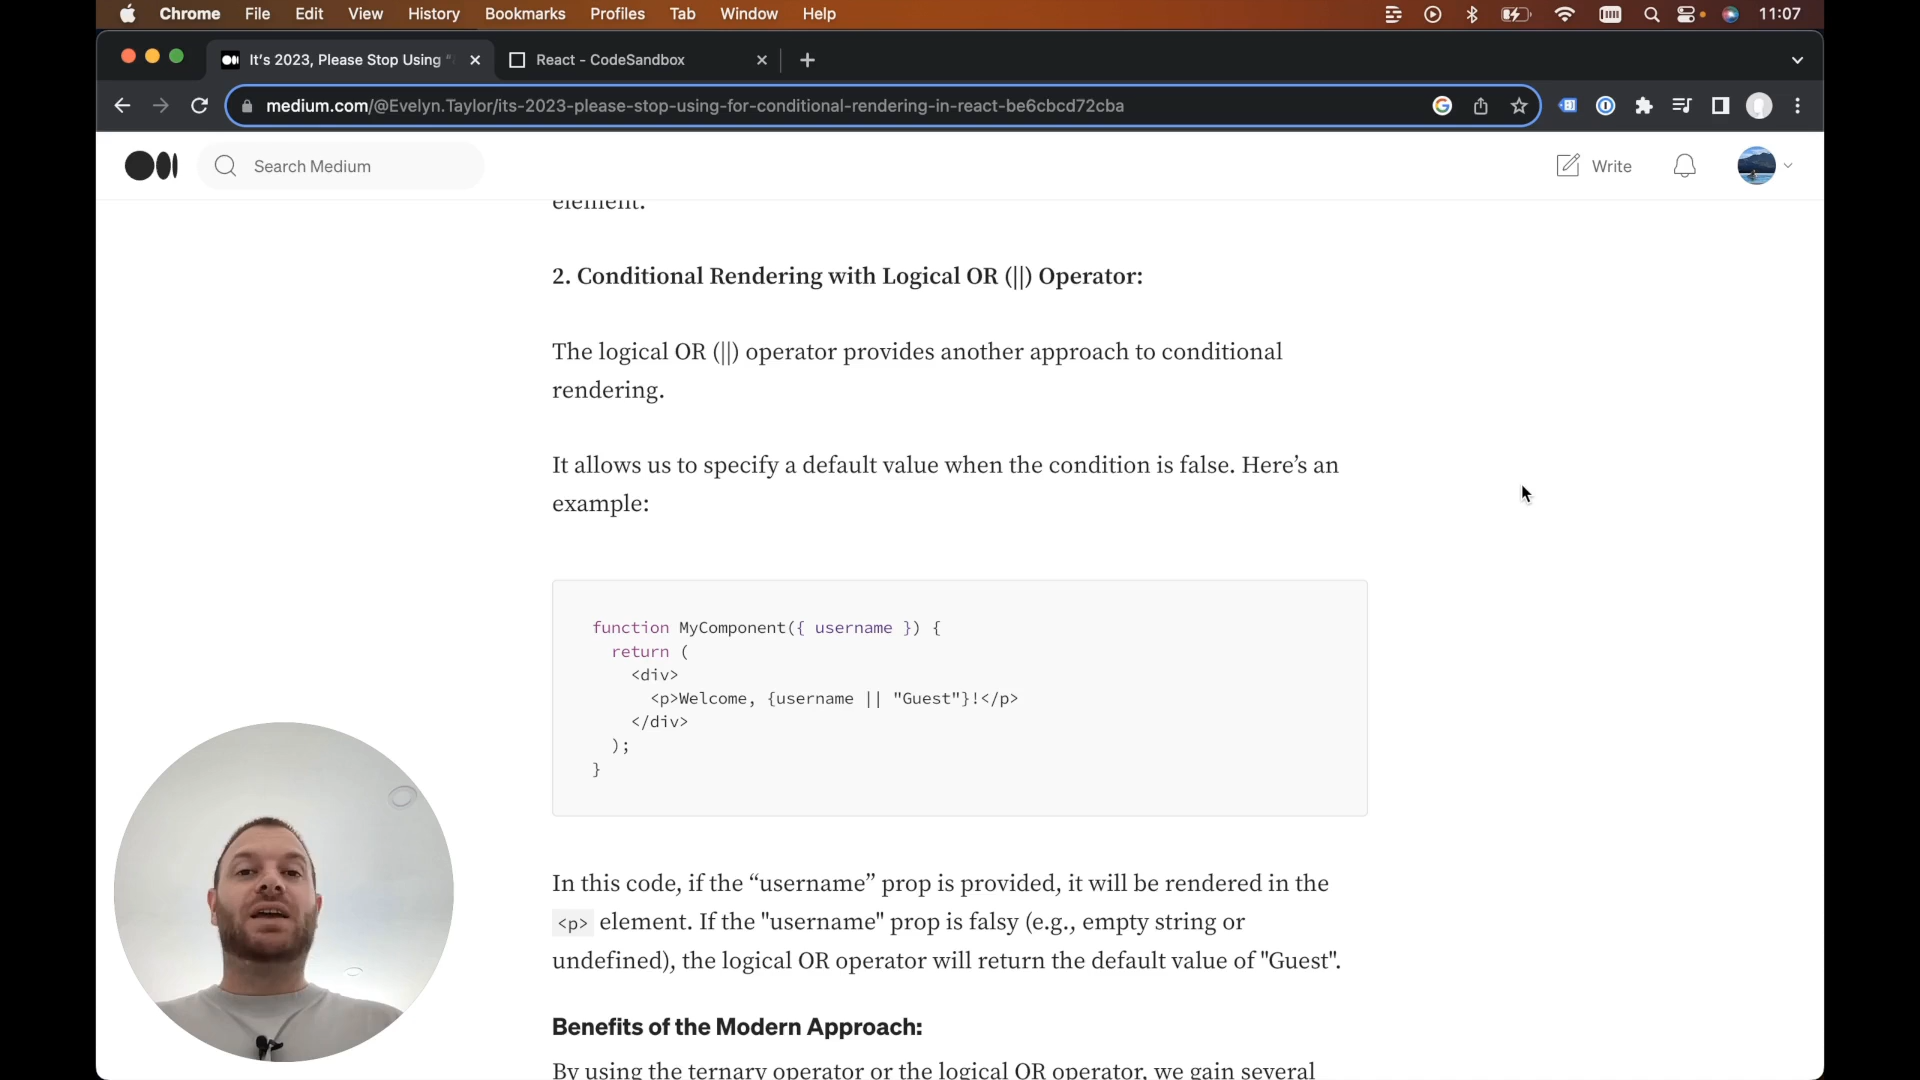 Chrome File Edit View History Bookmarks Profiles Tab Window Help 11:07
It's 2023, Please Stop Using "
React - CodeSandbox
medium.com/@Evelyn.Taylor/its-2023-please-stop-using-for-conditional-rendering-in-react-be6cbcd72cba
Search Medium
Write
element.
2. Conditional Rendering with Logical OR (||) Operator:
The logical OR (||) operator provides another approach to conditional
rendering.
It allows us to specify a default value when the condition is false. Here’s an
example:
function MyComponent({ username }) {
  return (
    <div>
      <p>Welcome, {username || "Guest"}!</p>
    </div>
  );
}
In this code, if the “username” prop is provided, it will be rendered in the
<p> element. If the "username" prop is falsy (e.g., empty string or
undefined), the logical OR operator will return the default value of "Guest".
Benefits of the Modern Approach:
By using the ternary operator or the logical OR operator, we gain several